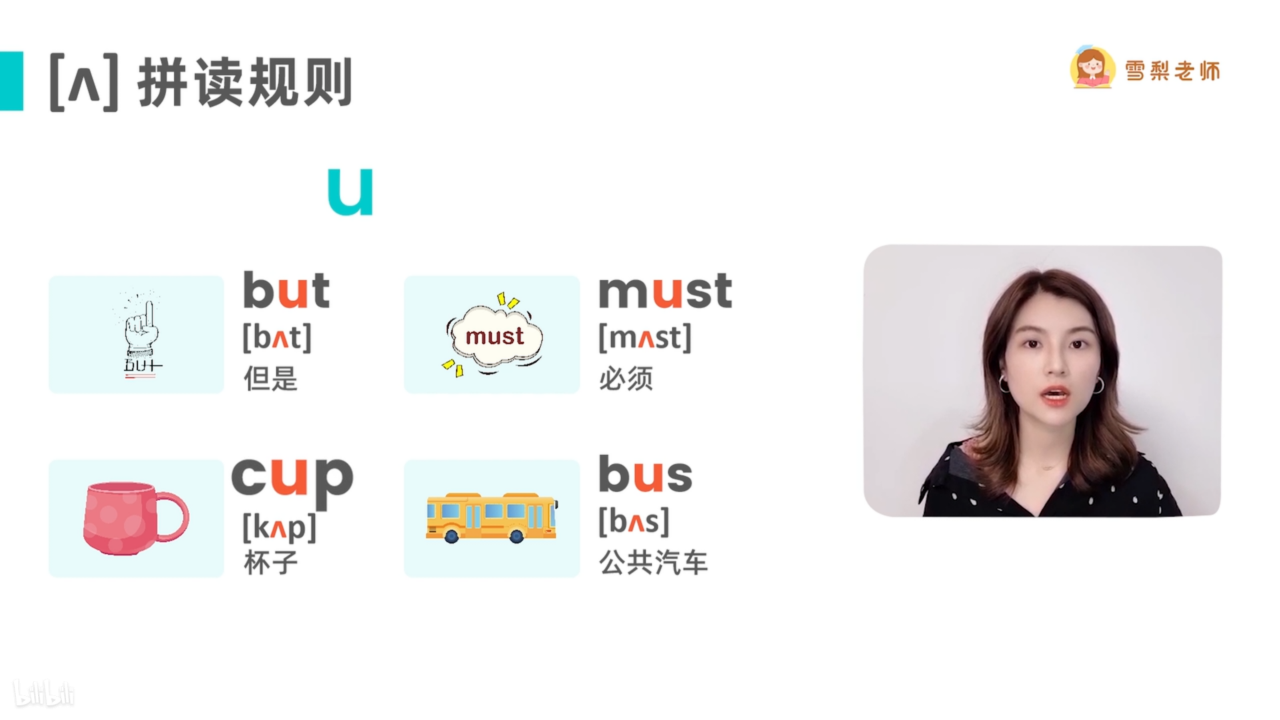 [ʌ] 拼读规则
雪梨老师
u
but
[bʌt]
但是
but
must
[mʌst]
必须
must
cup
[kʌp]
杯子
bus
[bʌs]
公共汽车
bilibili